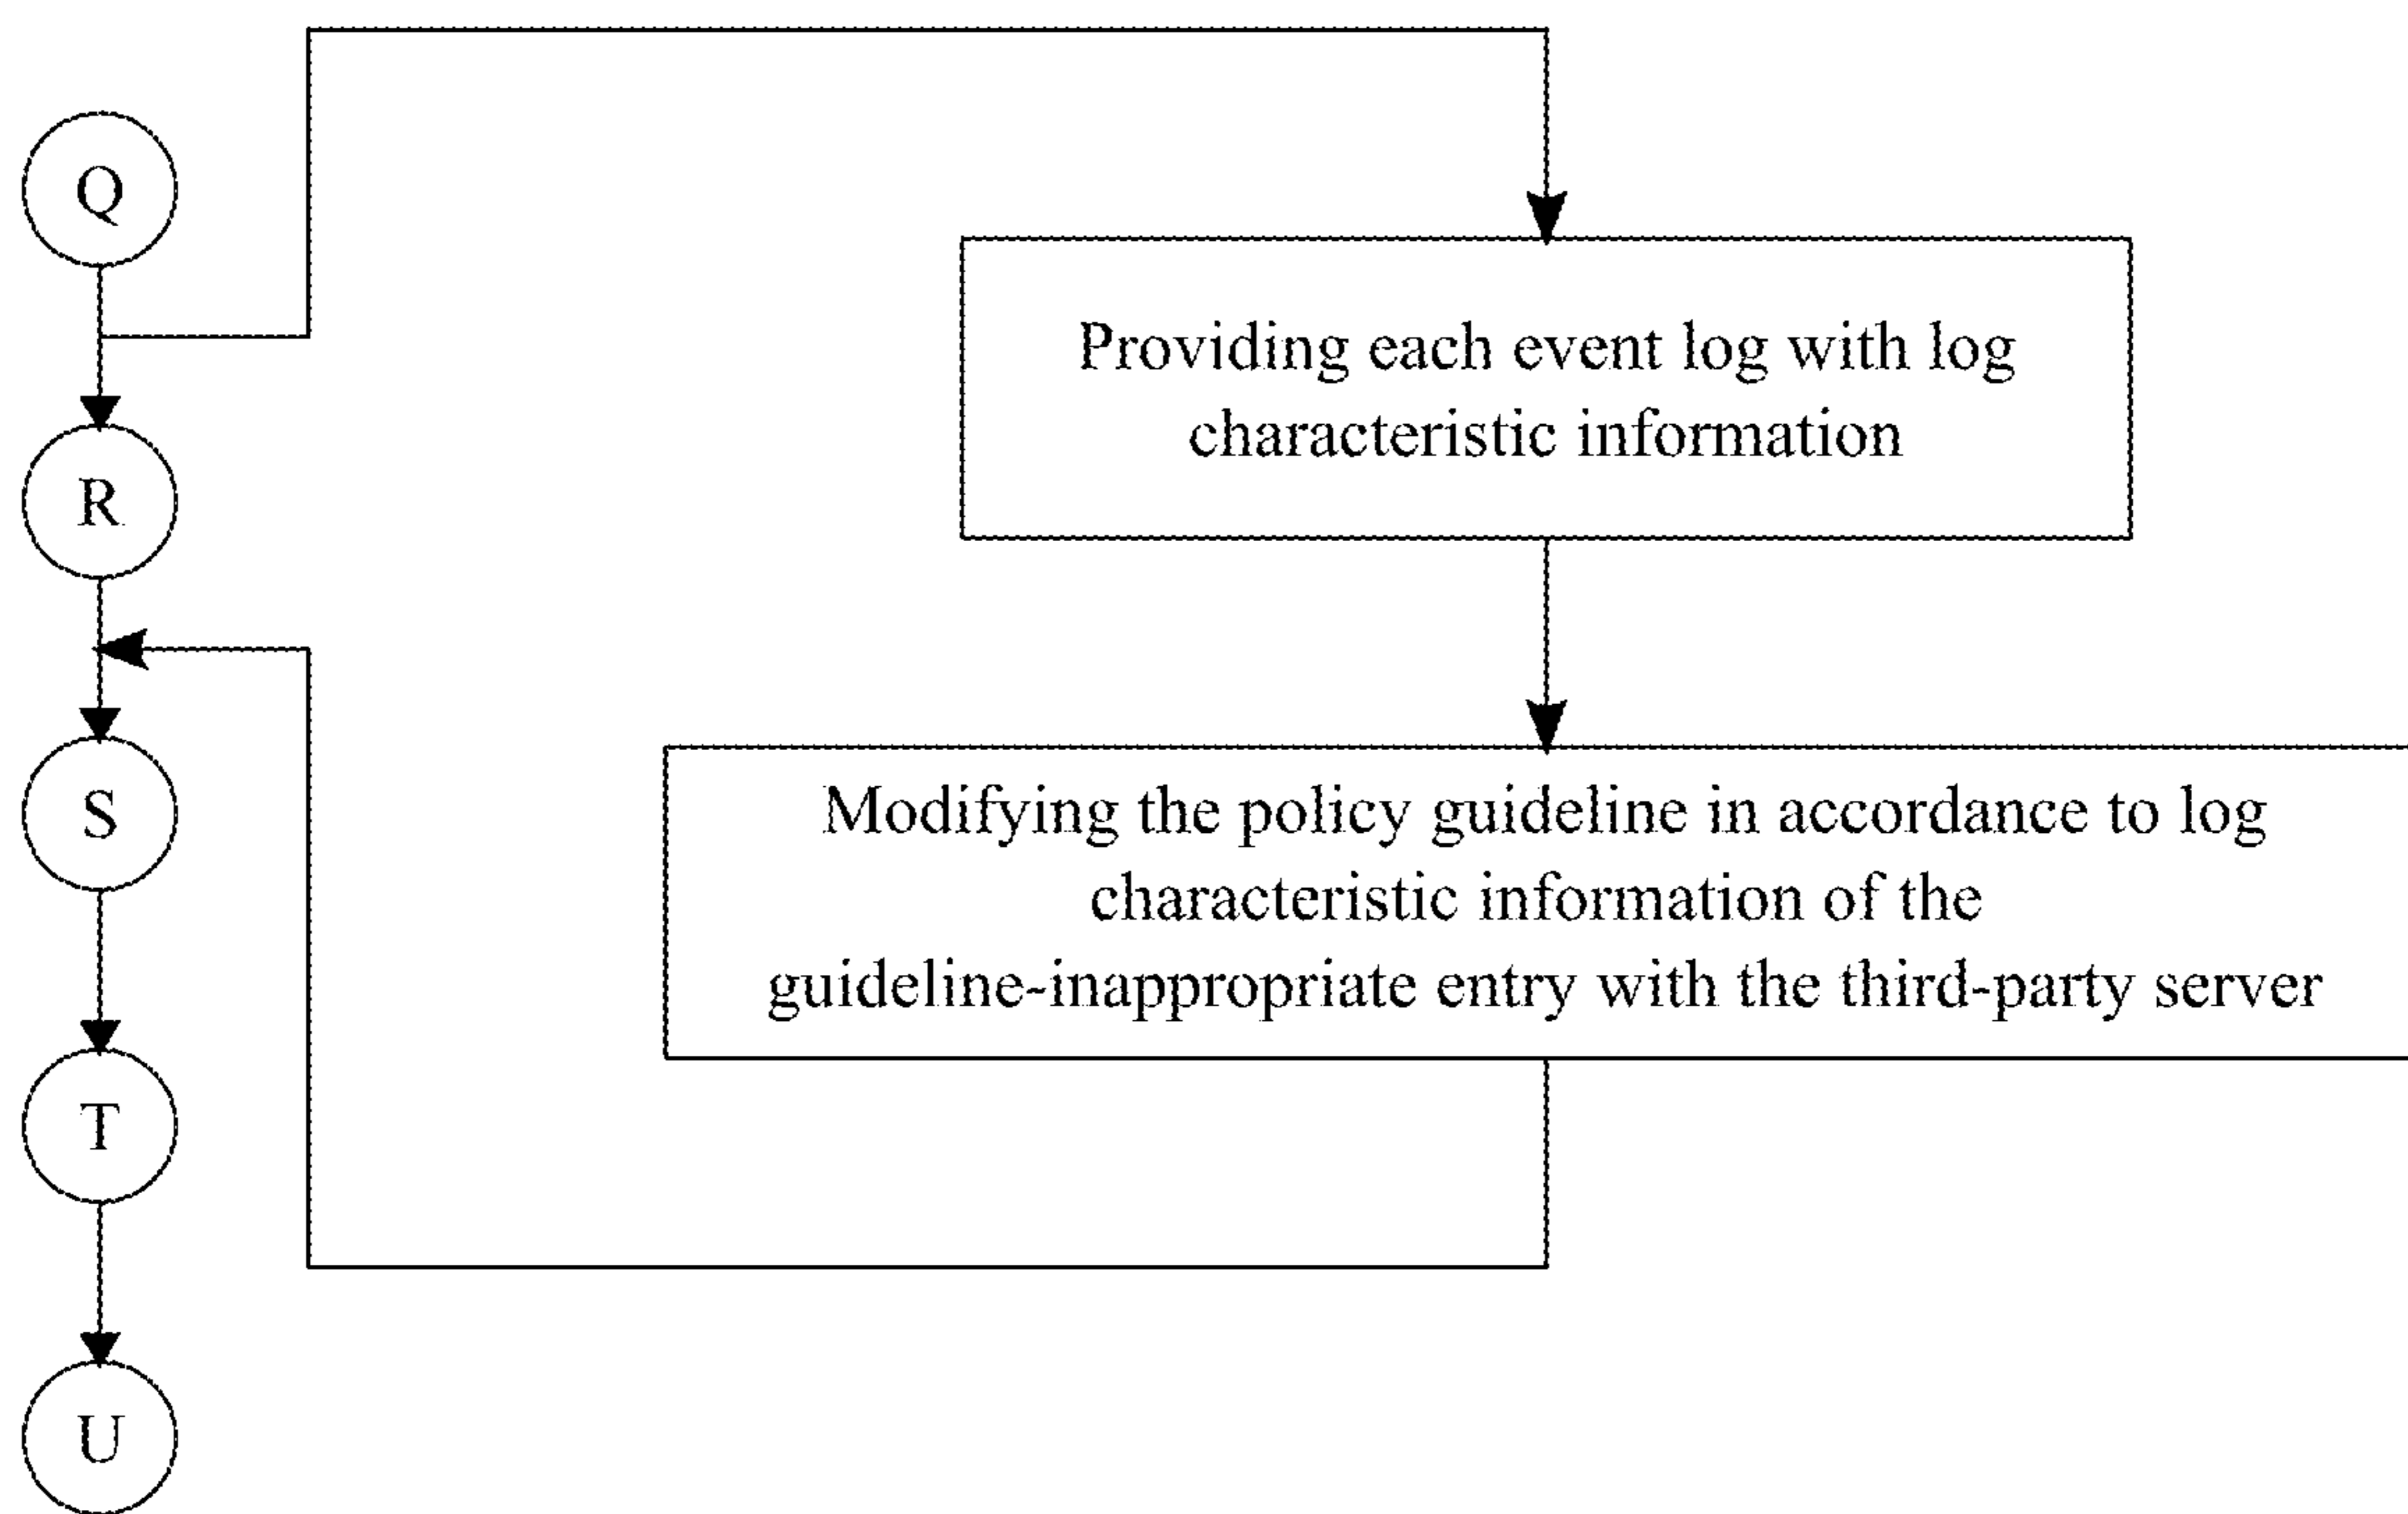 Q
R
S
T
U
Providing each event log with log
characteristic information
Modifying the policy guideline in accordance to log
characteristic information of the
guideline-inappropriate entry with the third-party server